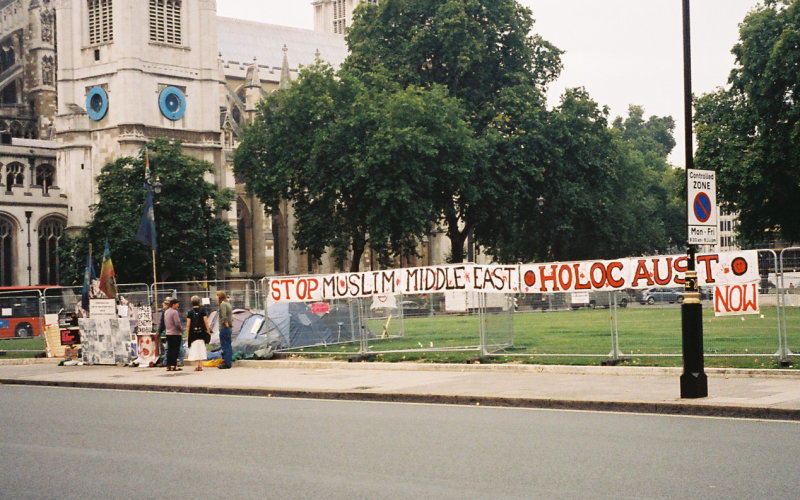 Controlled
ZONE
Mon - Fri
STOP MUSLIM MIDDLE EAST HOLOCAUST
NOW